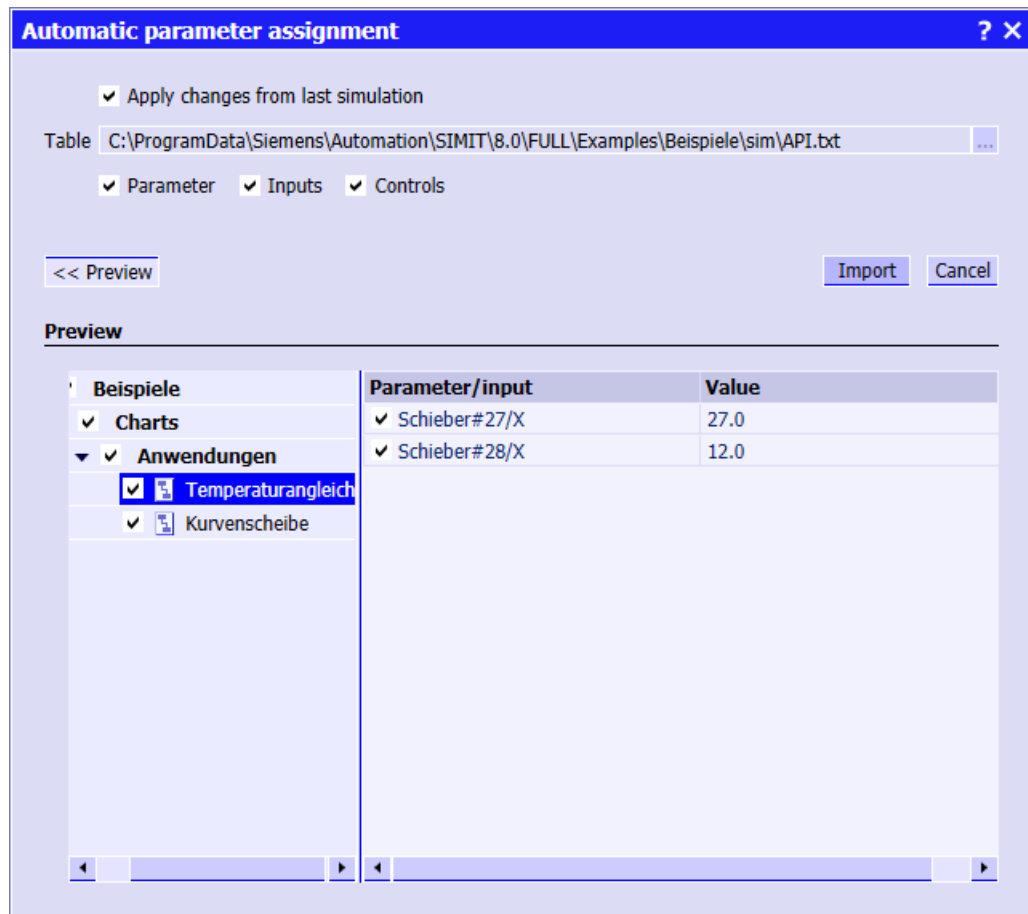 Automatic parameter assignment ? ×
Apply changes from last simulation
Table C:\ProgramData\Siemens\Automation\SIMIT\8.0\FULL\Examples\Beispiele\sim\API.txt ...
Parameter Inputs Controls
<< Preview Import Cancel
Preview
Beispiele Parameter/input Value
Charts Schieber#27/X 27.0
Anwendungen Schieber#28/X 12.0
Temperaturangleich
Kurvenscheibe